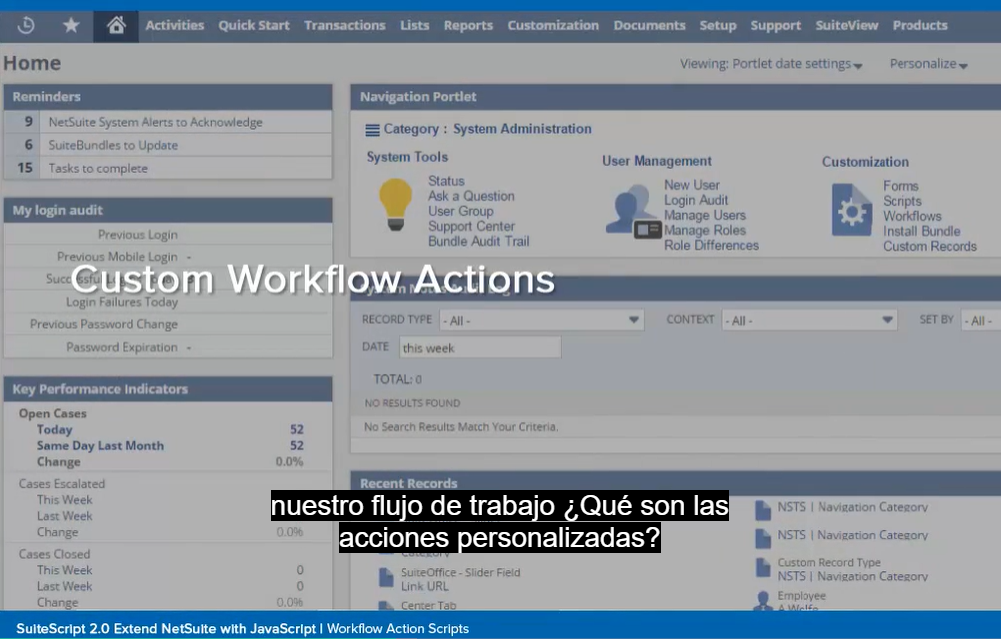 Activities Quick Start Transactions Lists Reports Customization Documents Setup Support SuiteView Products
Home
Viewing: Portlet date settings
Personalize
Reminders
9 NetSuite System Alerts to Acknowledge
6 SuiteBundles to Update
15 Tasks to complete
My login audit
Previous Login
Previous Mobile Login -
Login Failures Today
Previous Password Change
Password Expiration -
Custom Workflow Actions
Key Performance Indicators
Open Cases
Today 52
Same Day Last Month 52
Change 0.0%
Cases Escalated
This Week
Last Week
Change 0.0%
Cases Closed
This Week 0
Last Week 0
Change 0.0%
Navigation Portlet
Category : System Administration
System Tools
Status
Ask a Question
User Group
Support Center
Bundle Audit Trail
User Management
New User
Login Audit
Manage Users
Manage Roles
Role Differences
Customization
Forms
Scripts
Workflows
Install Bundle
Custom Records
RECORD TYPE - All - CONTEXT - All - SET BY - All -
DATE this week
TOTAL: 0
NO RESULTS FOUND
No Search Results Match Your Criteria.
Recent Records
nuestro flujo de trabajo ¿Qué son las
acciones personalizadas?
Category
SuiteOffice - Slider Field
Link URL
Center Tab
NSTS | Navigation Category
NSTS | Navigation Category
Custom Record Type
NSTS | Navigation Category
Employee
A Wolfe
SuiteScript 2.0 Extend NetSuite with JavaScript | Workflow Action Scripts